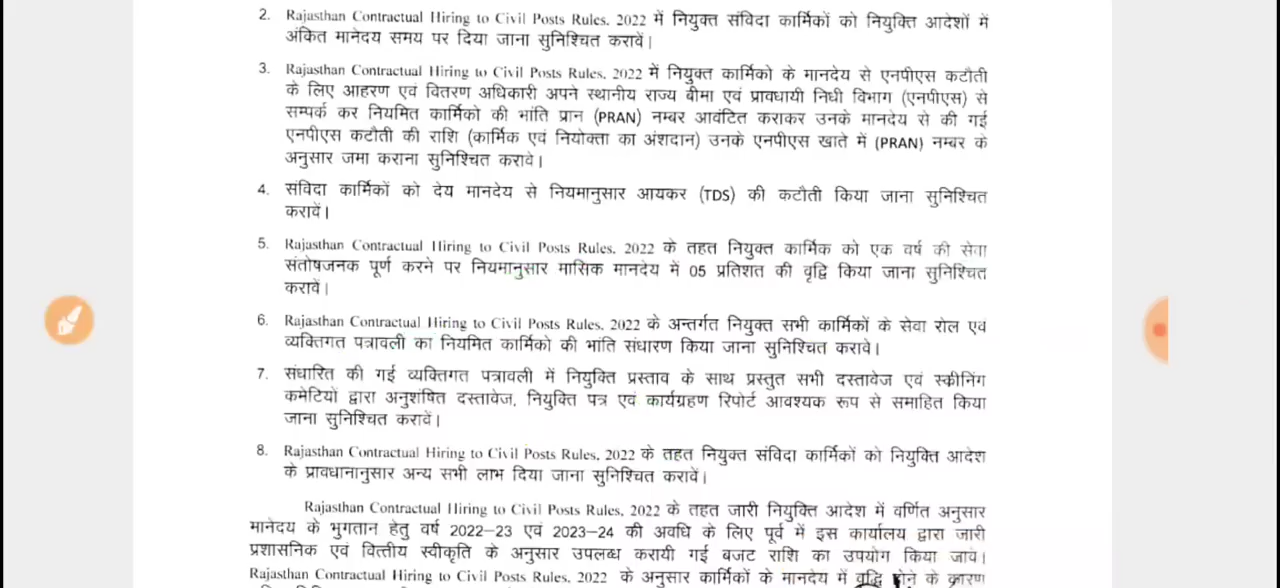 2. Rajasthan Contractual Hiring to Civil Posts Rules, 2022 में नियुक्त संविदा कार्मिकों को नियुक्ति आदेशों में
अंकित मानेदय समय पर दिया जाना सुनिश्चित करावें।
3. Rajasthan Contractual Hiring to Civil Posts Rules, 2022 में नियुक्त कार्मिको के मानदेय से एनपीएस कटौती
के लिए आहरण एवं वितरण अधिकारी अपने स्थानीय राज्य बीमा एवं प्रावधायी निधी विभाग (एनपीएस) से
सम्पर्क कर नियमित कार्मिको की भांति प्रान (PRAN) नम्बर आवंटित कराकर उनके मानदेय से की गई
एनपीएस कटौती की राशि (कार्मिक एवं नियोक्ता का अंशदान) उनके एनपीएस खाते में (PRAN) नम्बर के
अनुसार जमा कराना सुनिश्चित करावे।
4. संविदा कार्मिकों को देय मानदेय से नियमानुसार आयकर (TDS) की कटौती किया जाना सुनिश्चित
करावें।
5. Rajasthan Contractual Hiring to Civil Posts Rules, 2022 के तहत नियुक्त कार्मिक को एक वर्ष की सेवा
संतोषजनक पूर्ण करने पर नियमानुसार मासिक मानदेय में 05 प्रतिशत की वृद्वि किया जाना सुनिश्चित
करावें।
6. Rajasthan Contractual Hiring to Civil Posts Rules, 2022 के अन्तर्गत नियुक्त सभी कार्मिकों के सेवा रोल एवं
व्यक्तिगत पत्रावली का नियमित कार्मिको की भांति संधारण किया जाना सुनिश्चित करावे।
7. संधारित की गई व्यक्तिगत पत्रावली में नियुक्ति प्रस्ताव के साथ प्रस्तुत सभी दस्तावेज एवं स्कीनिंग
कमेटियों द्वारा अनुशंषित दस्तावेज, नियुक्ति पत्र एवं कार्यग्रहण रिपोर्ट आवश्यक रूप से समाहित किया
जाना सुनिश्चित करावें।
8. Rajasthan Contractual Hiring to Civil Posts Rules, 2022 के तहत नियुक्त संविदा कार्मिकों को नियुक्ति आदेश
के प्रावधानानुसार अन्य सभी लाभ दिया जाना सुनिश्चित करावें।
Rajasthan Contractual Hiring to Civil Posts Rules, 2022 के तहत जारी नियुक्ति आदेश में वर्णित अनुसार
मानेदय के भुगतान हेतु वर्ष 2022–23 एवं 2023–24 की अवधि के लिए पूर्व में इस कार्यालय द्वारा जारी
प्रशासनिक एवं वित्तीय स्वीकृति के अनुसार उपलब्ध करायी गई बजट राशि का उपयोग किया जावे।
Rajasthan Contractual Hiring to Civil Posts Rules, 2022 के अनुसार कार्मिकों के मानदेय में वृद्धि होने के कारण